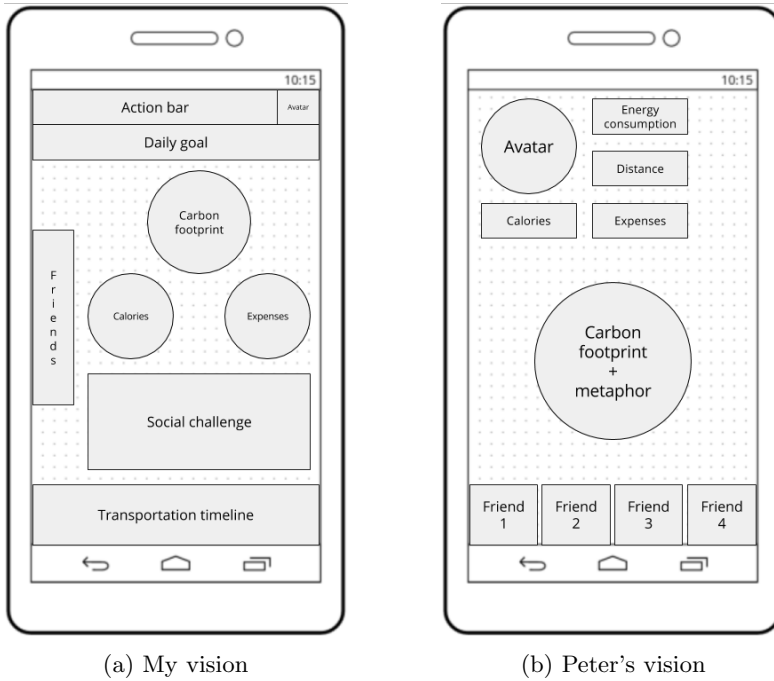 10:15
Action bar
Avatar
Daily goal
Carbon
footprint
Friends
Calories
Expenses
Social challenge
Transportation timeline
(a) My vision
10:15
Avatar
Energy
consumption
Distance
Calories
Expenses
Carbon
footprint
+
metaphor
Friend
1
Friend
2
Friend
3
Friend
4
(b) Peter's vision